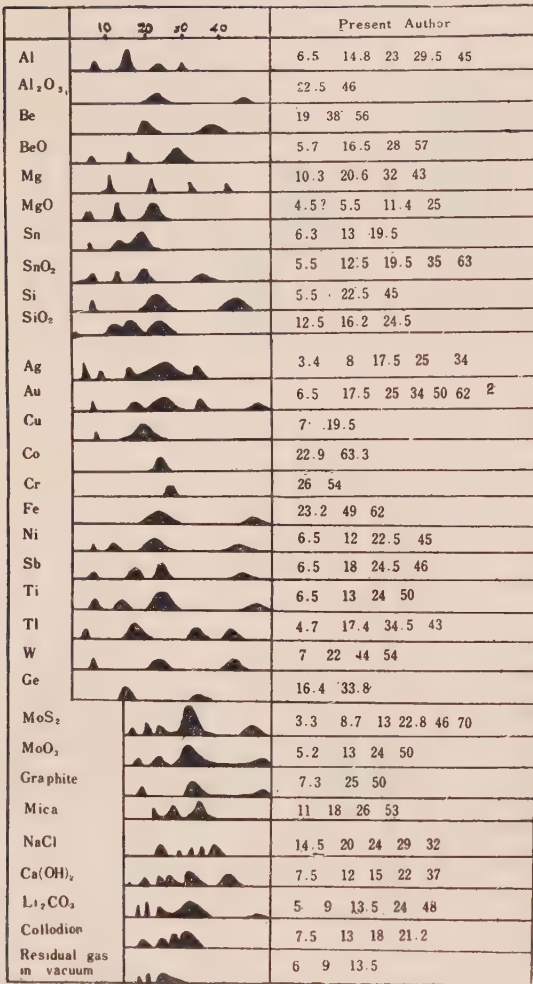 10 20 30 40 Present Author
Al 6.5 14.8 23 29.5 45
Al₂O₃ 22.5 46
Be 19 38 56
BeO 5.7 16.5 28 57
Mg 10.3 20.6 32 43
MgO 4.5? 5.5 11.4 25
Sn 6.3 13 19.5
SnO₂ 5.5 12.5 19.5 35 63
Si 5.5 22.5 45
SiO₂ 12.5 16.2 24.5
Ag 3.4 8 17.5 25 34
Au 6.5 17.5 25 34 50 62 2
Cu 7 19.5
Co 22.9 63.3
Cr 26 54
Fe 23.2 49 62
Ni 6.5 12 22.5 45
Sb 6.5 18 24.5 46
Ti 6.5 13 24 50
Tl 4.7 17.4 34.5 43
W 7 22 44 54
Ge 16.4 33.8
MoS₂ 3.3 8.7 13 22.8 46 70
MoO₃ 5.2 13 24 50
Graphite 7.3 25 50
Mica 11 18 26 53
NaCl 14.5 20 24 29 32
Ca(OH)₂ 7.5 12 15 22 37
Li₂CO₃ 5 9 13.5 24 48
Collodion 7.5 13 18 21.2
Residual gas
in vacuum 6 9 13.5